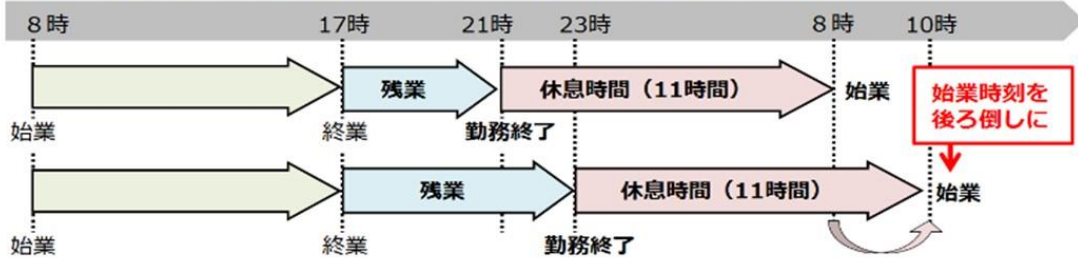 8時 17時 21時 23時 8時 10時
残業 休息時間（11時間） 始業
始業時刻を
後ろ倒しに
始業 終業 勤務終了
残業 休息時間（11時間） 始業
始業 終業 勤務終了